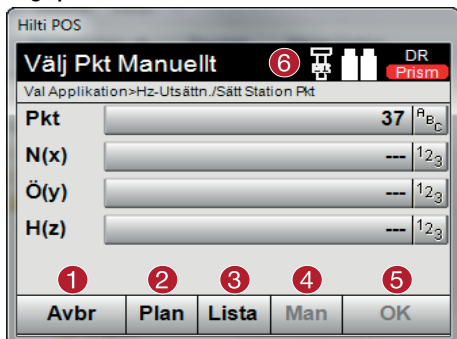 Hilti POS
Välj Pkt Manuellt 6 DR
Prism
Val Applikation>Hz-Utsättn./Sätt Station Pkt
Pkt 37 ABC
N(x) --- 123
Ö(y) --- 123
H(z) --- 123
1 2 3 4 5
Avbr Plan Lista Man OK